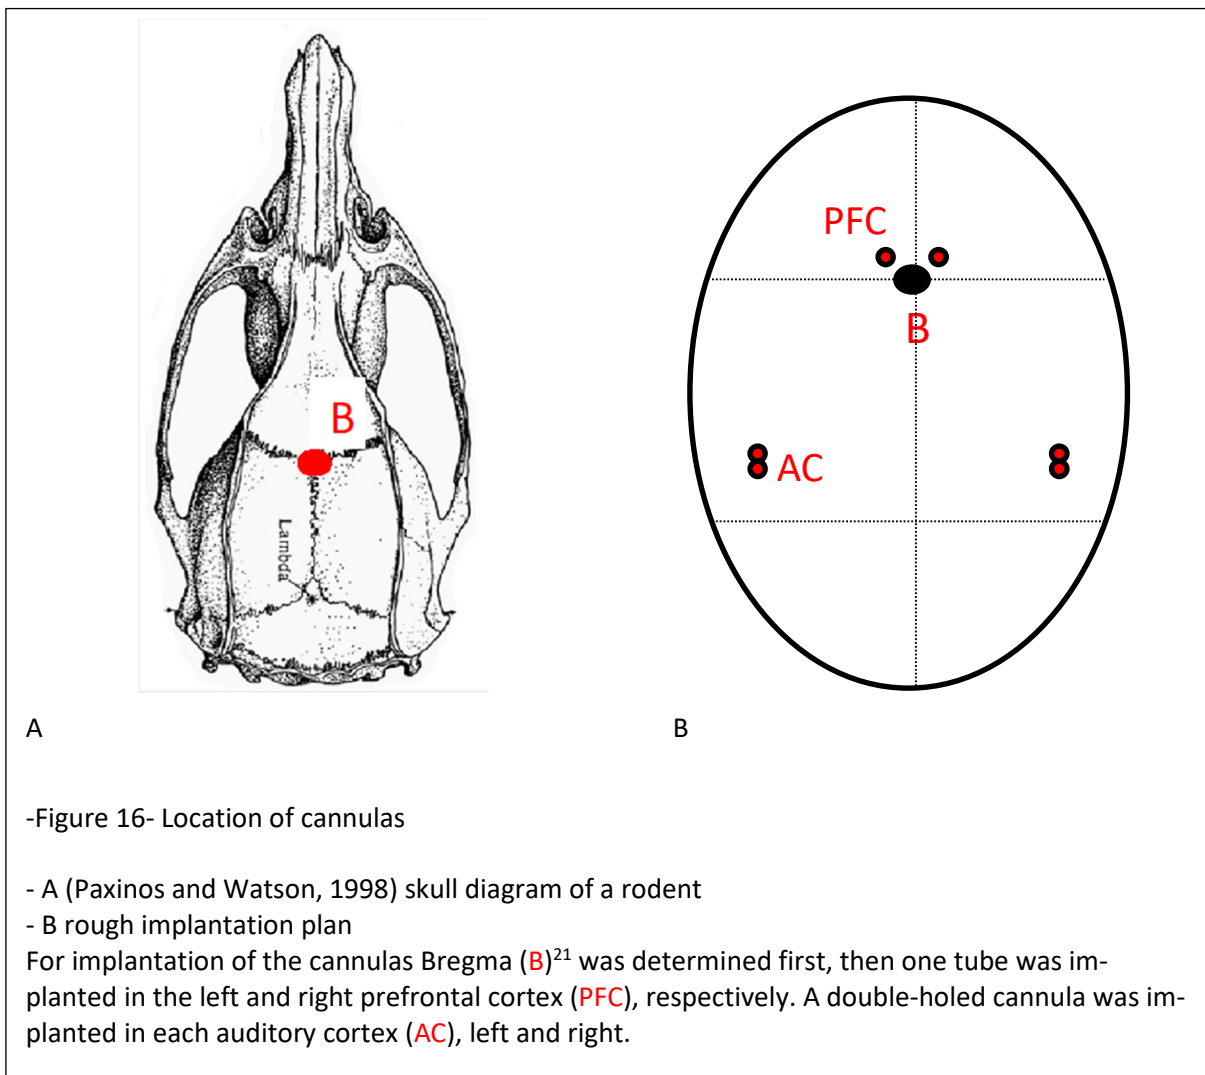 B
Lambda
PFC
B
AC
A
B
-Figure 16- Location of cannulas
- A (Paxinos and Watson, 1998) skull diagram of a rodent
- B rough implantation plan
For implantation of the cannulas Bregma (B)21 was determined first, then one tube was im-
planted in the left and right prefrontal cortex (PFC), respectively. A double-holed cannula was im-
planted in each auditory cortex (AC), left and right.